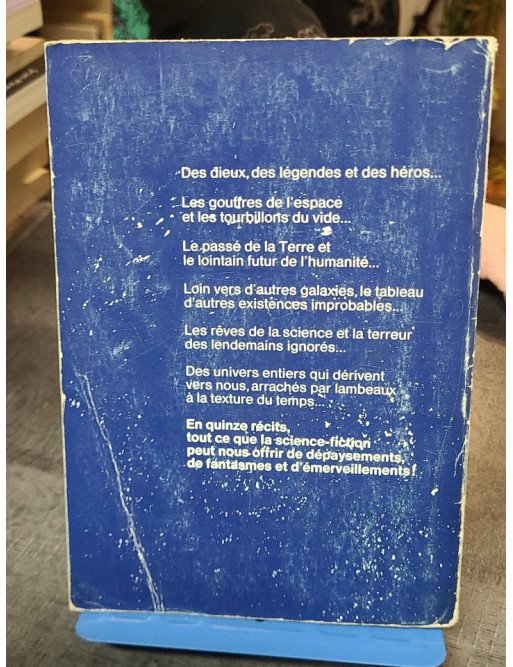 Des dieux, des légendes et des héros...
Les gouffres de l'espace
et les tourbillons du vide...
Le passé de la Terre et
le lointain futur de l'humanité...
Loin vers d'autres galaxies, le tableau
d'autres existences improbables...
Les rêves de la science et la terreur
des lendemains ignorés...
Des univers entiers qui dérivent
vers nous, arrachés par lambeaux
à la texture du temps...
En quinze récits,
tout ce que la science-fiction
peut nous offrir de dépaysements,
de fantasmes et d'émerveillements!